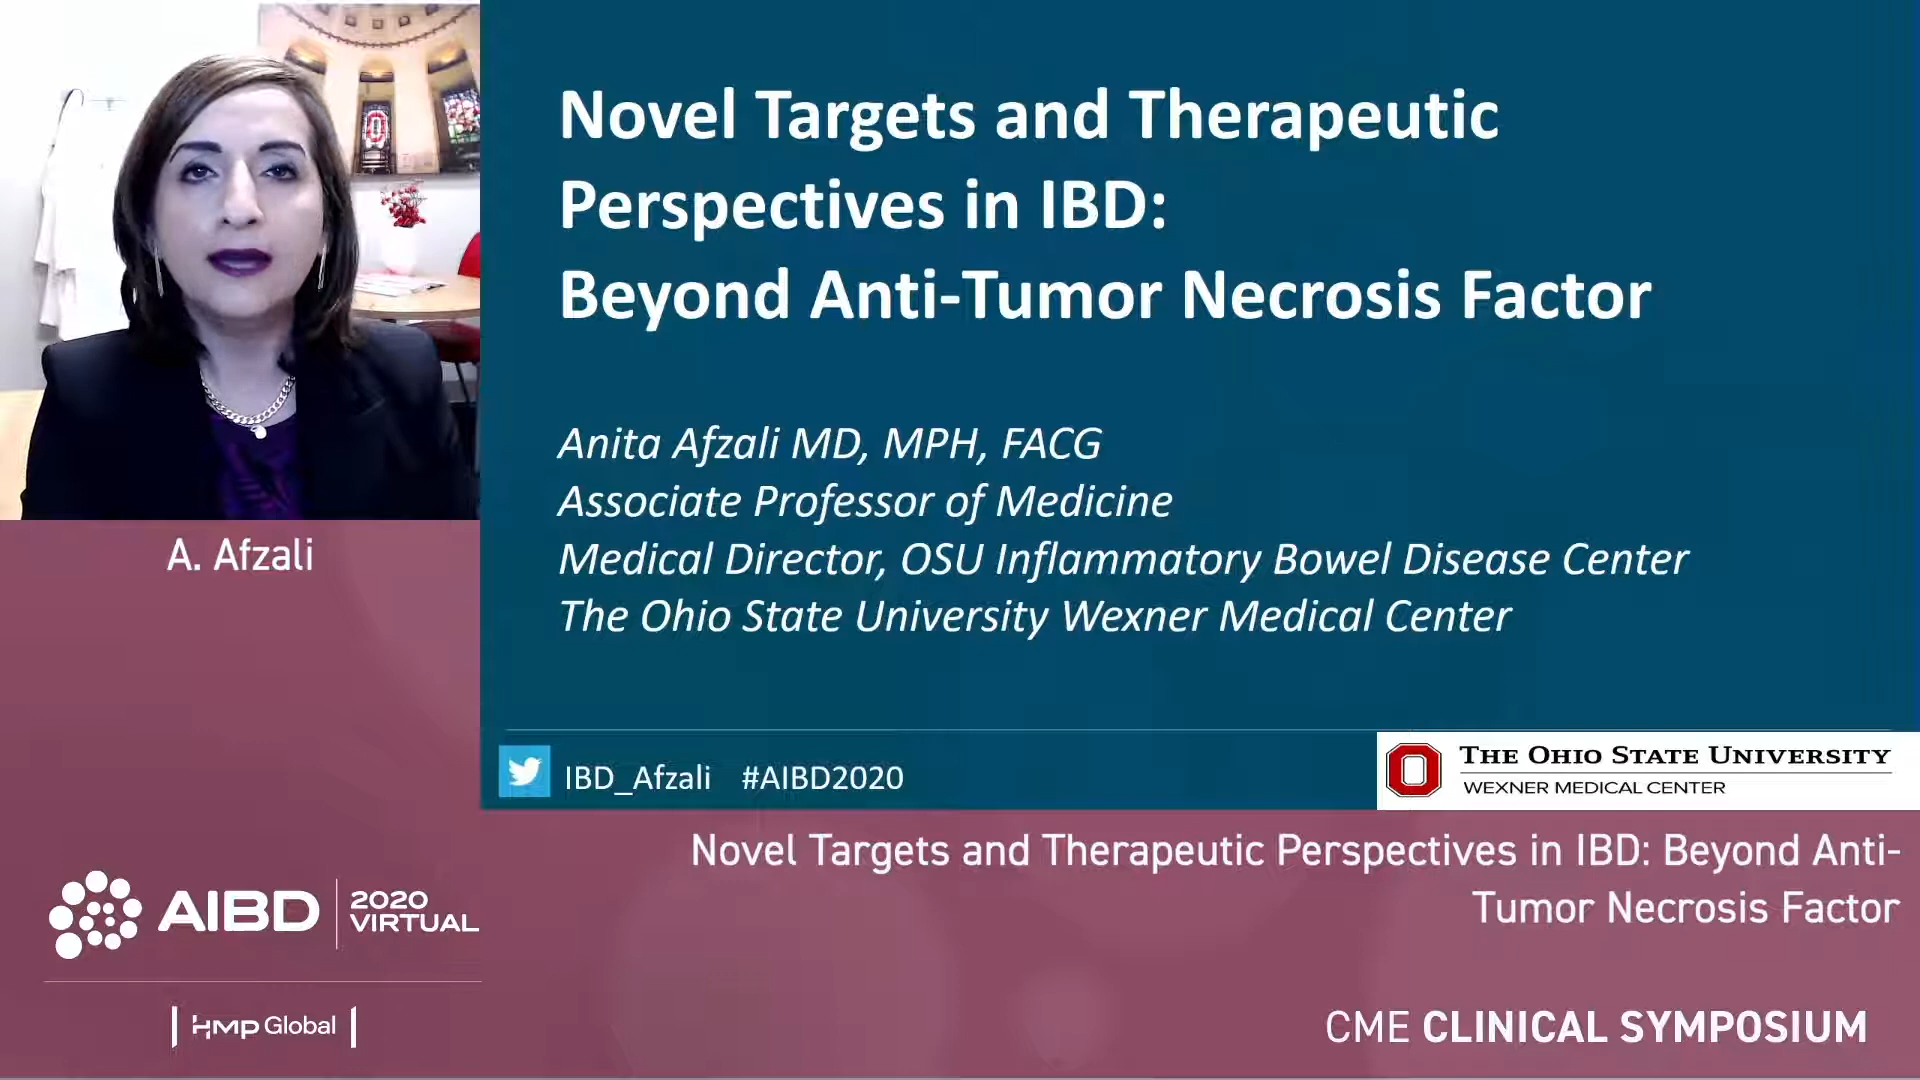 Novel Targets and Therapeutic
Perspectives in IBD:
Beyond Anti-Tumor Necrosis Factor
Anita Afzali MD, MPH, FACG
Associate Professor of Medicine
Medical Director, OSU Inflammatory Bowel Disease Center
The Ohio State University Wexner Medical Center
A. Afzali
IBD_Afzali #AIBD2020
THE OHIO STATE UNIVERSITY
WEXNER MEDICAL CENTER
Novel Targets and Therapeutic Perspectives in IBD: Beyond Anti-
Tumor Necrosis Factor
AIBD
2020
VIRTUAL
HMP Global
CME CLINICAL SYMPOSIUM